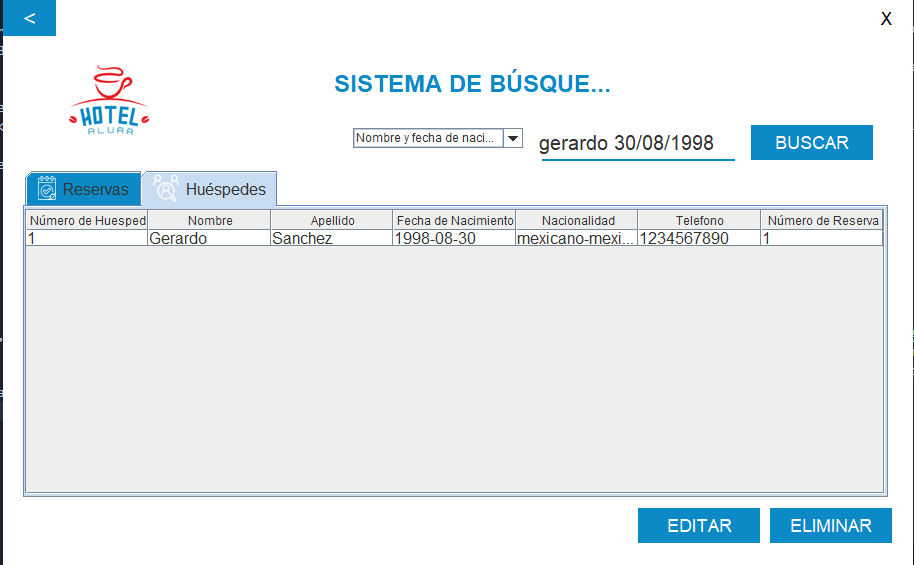 <
X
HOTEL
ALURA
SISTEMA DE BÚSQUE...
Nombre y fecha de naci...
gerardo 30/08/1998
BUSCAR
Reservas
Huéspedes
Número de Huesped Nombre Apellido Fecha de Nacimiento Nacionalidad Telefono Número de Reserva
1 Gerardo Sanchez 1998-08-30 mexicano-mexi... 1234567890 1
EDITAR
ELIMINAR